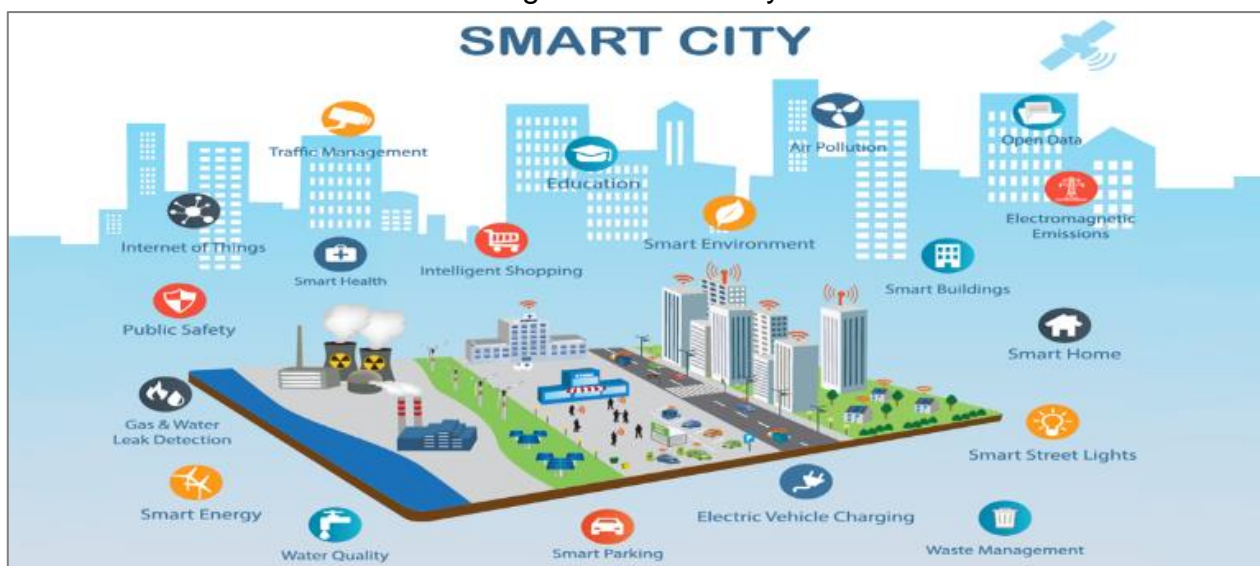 SMART CITY
Traffic Management
Education
Air Pollution
Open Data
Internet of Things
Smart Health
Intelligent Shopping
Smart Environment
Electromagnetic
Emissions
Smart Buildings
Public Safety
Smart Home
Gas & Water
Leak Detection
Smart Street Lights
Smart Energy
Electric Vehicle Charging
Water Quality
Smart Parking
Waste Management